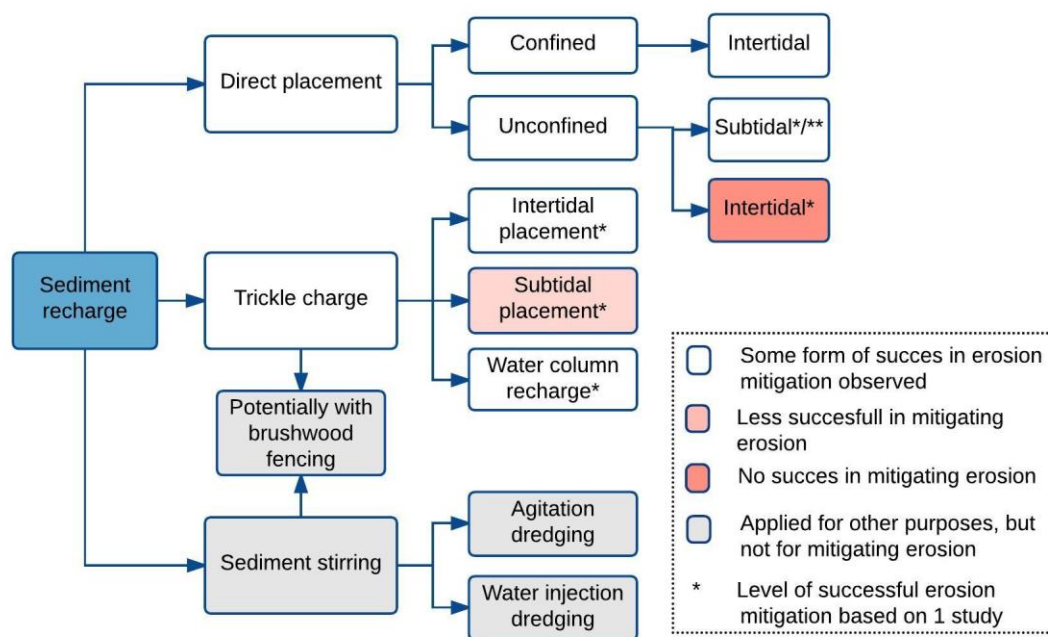 Sediment
recharge
Direct placement
Confined
Intertidal
Unconfined
Subtidal*/**
Intertidal*
Trickle charge
Intertidal
placement*
Subtidal
placement*
Water column
recharge*
Potentially with
brushwood
fencing
Sediment stirring
Agitation
dredging
Water injection
dredging
Some form of succes in erosion
mitigation observed
Less succesfull in mitigating
erosion
No succes in mitigating erosion
Applied for other purposes, but
not for mitigating erosion
* Level of successful erosion
mitigation based on 1 study